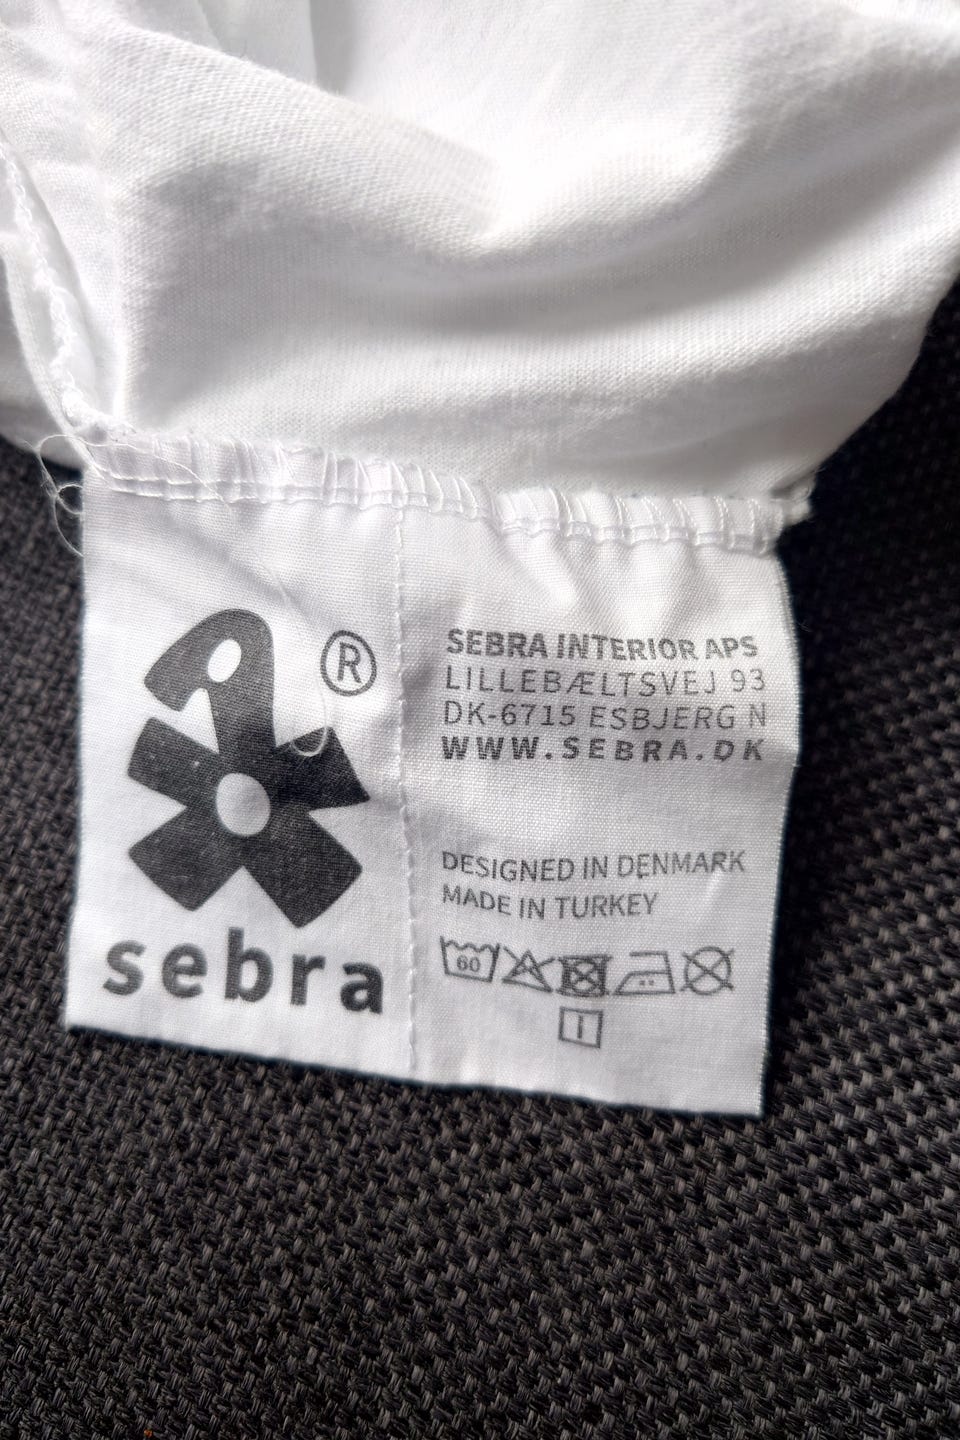 ®
sebra
SEBRA INTERIOR APS
LILLEBÆLTSVEJ 93
DK-6715 ESBJERG N
WWW.SEBRA.DK
DESIGNED IN DENMARK
MADE IN TURKEY
60